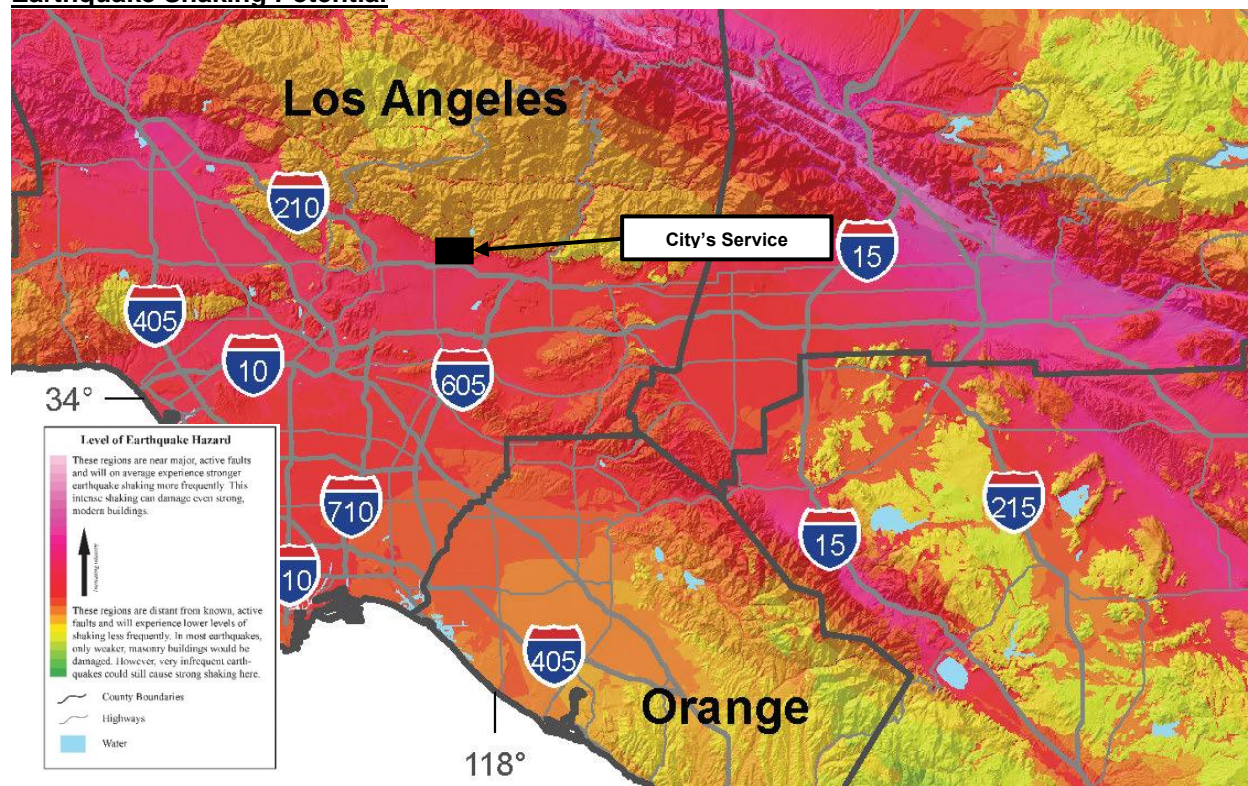 Earthquake Shaking Potential
Los Angeles
210
City's Service
15
405
10
605
34°
Level of Earthquake Hazard
These regions are near major, active faults
and will on average experience stronger
earthquake shaking more frequently. This
intense shaking can damage even strong,
modern buildings.
These regions are distant from known, active
faults and will experience lower levels of
shaking less frequently. In most earthquakes,
only weaker, masonry buildings would be
damaged. However, very infrequent earth-
quakes could still cause strong shaking here.
County Boundaries
Highways
Water
710
10
215
15
405
Orange
118°